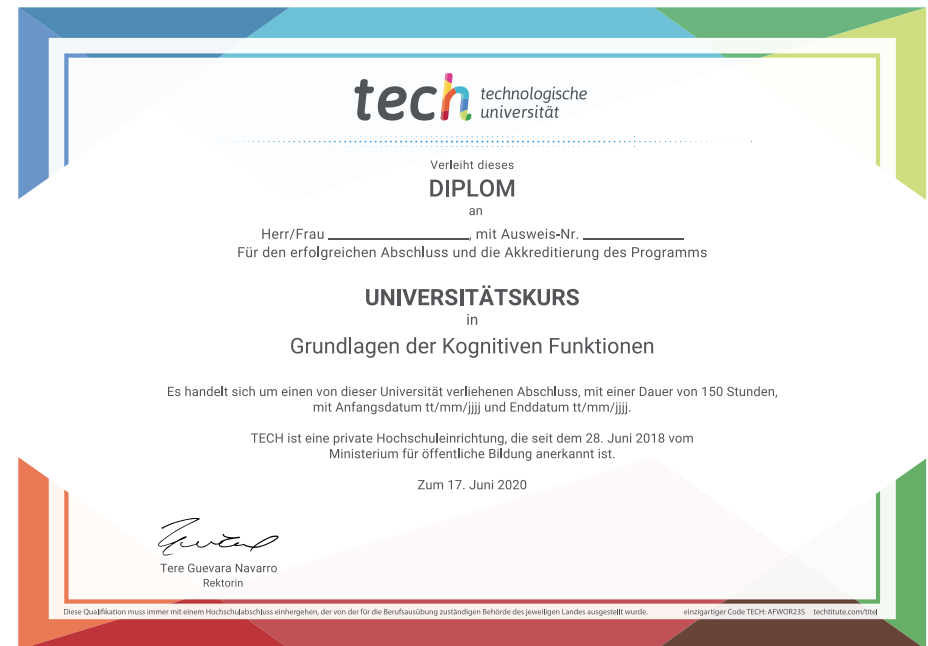 tech technologische
universität
Verleiht dieses
DIPLOM
an
Herr/Frau ____________________, mit Ausweis-Nr. ______________
Für den erfolgreichen Abschluss und die Akkreditierung des Programms
UNIVERSITÄTSKURS
in
Grundlagen der Kognitiven Funktionen
Es handelt sich um einen von dieser Universität verliehenen Abschluss, mit einer Dauer von 150 Stunden,
mit Anfangsdatum tt/mm/jjjj und Enddatum tt/mm/jjjj.
TECH ist eine private Hochschuleinrichtung, die seit dem 28. Juni 2018 vom
Ministerium für öffentliche Bildung anerkannt ist.
Zum 17. Juni 2020
Tere Guevara Navarro
Rektorin
Diese Qualifikation muss immer mit einem Hochschulabschluss einhergehen, der von der für die Berufsausübung zuständigen Behörde des jeweiligen Landes ausgestellt wurde. einzigartiger Code TECH: AFWOR23S techtitute.com/titel